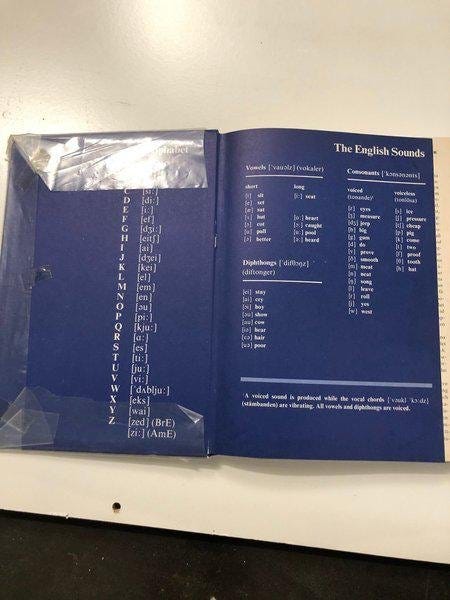 Alphabet
C [siː]
D [diː]
E [iː]
F [ef]
G [dʒiː]
H [eitʃ]
I [ai]
J [dʒei]
K [kei]
L [el]
M [em]
N [en]
O [əu]
P [piː]
Q [kjuː]
R [ɑː]
S [es]
T [tiː]
U [juː]
V [viː]
W [ˈdʌbljuː]
X [eks]
Y [wai]
Z [zed] (BrE)
[ziː] (AmE)
The English Sounds
Vowels [ˈvauəlz] (vokaler)
short long
[i] sit [iː] seat
[e] set
[æ] sat
[ʌ] hut [ɑː] heart
[ɔ] cot [ɔː] caught
[u] pull [uː] pool
[ə] better [əː] heard
Diphthongs [ˈdifθɔŋz]
(diftonger)
[ei] stay
[ai] cry
[ɔi] boy
[əu] show
[au] cow
[iə] hear
[ɛə] hair
[uə] poor
Consonants [ˈkɔnsənənts]
voiced voiceless
(tonande)¹ (tonlösa)
[z] eyes [s] ice
[ʒ] measure [ʃ] pressure
[dʒ] jeep [tʃ] cheap
[b] big [p] pig
[g] gum [k] come
[d] do [t] two
[v] prove [f] proof
[ð] smooth [θ] tooth
[m] meat [h] hat
[n] neat
[ŋ] song
[l] leave
[r] roll
[j] yes
[w] west
¹A voiced sound is produced while the vocal chords [ˈvəukl ˈkɔːdz]
(stämbanden) are vibrating. All vowels and diphthongs are voiced.